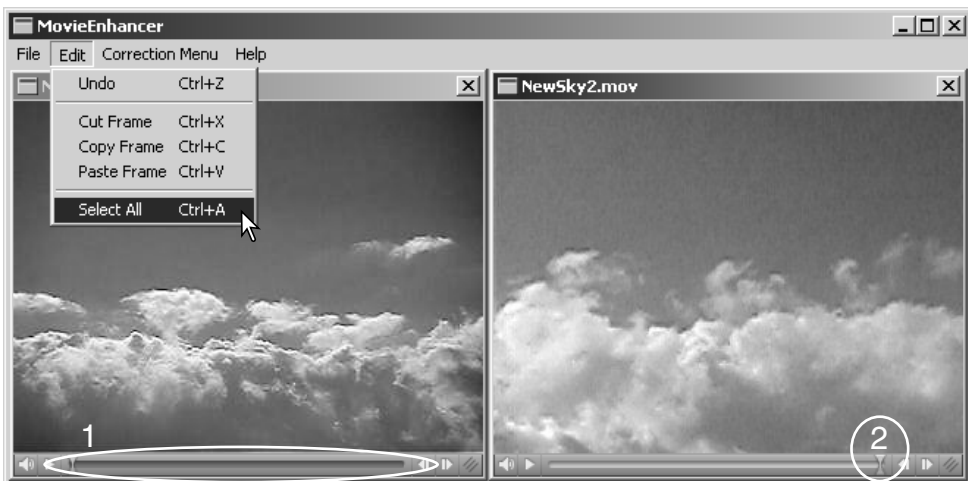 MovieEnhancer
File Edit Correction Menu Help
NewSky2.mov
Undo Ctrl+Z
Cut Frame Ctrl+X
Copy Frame Ctrl+C
Paste Frame Ctrl+V
Select All Ctrl+A
1
2